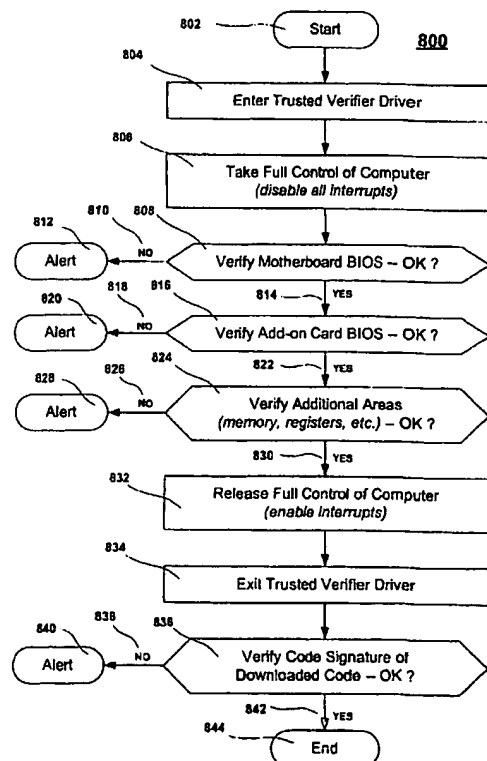 802
Start
800
804
Enter Trusted Verifier Driver
806
Take Full Control of Computer
(disable all interrupts)
812
810
808
Alert
NO
Verify Motherboard BIOS – OK ?
814
YES
820
818
816
Alert
NO
Verify Add-on Card BIOS – OK ?
822
YES
824
828
826
Alert
NO
Verify Additional Areas
(memory, registers, etc.) – OK ?
830
YES
832
Release Full Control of Computer
(enable interrupts)
834
Exit Trusted Verifier Driver
840
838
836
Alert
NO
Verify Code Signature of
Downloaded Code – OK ?
842
YES
844
End